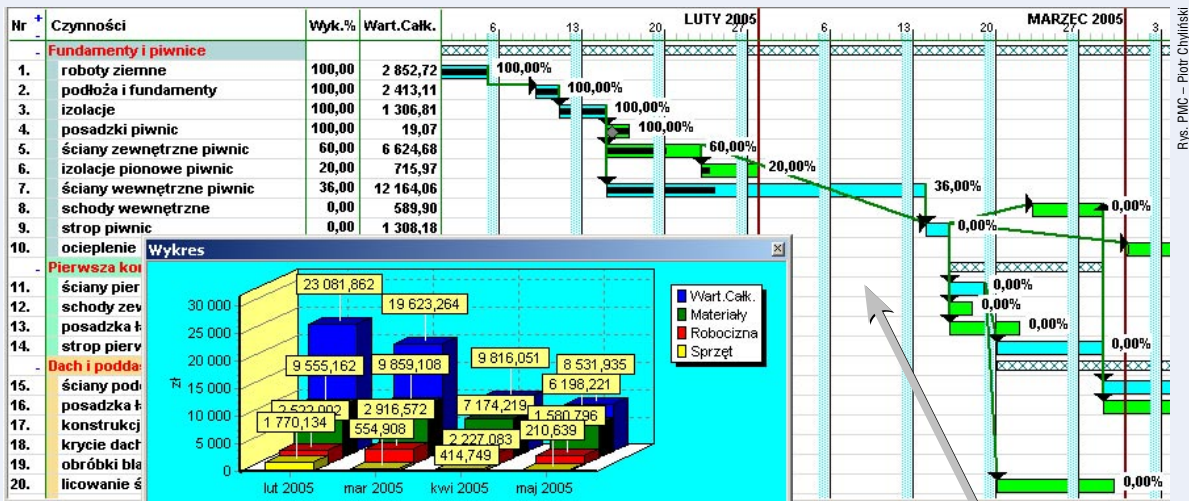 Nr + - Czynności Wyk.% Wart.Całk. LUTY 2005 MARZEC 2005
6 13 20 27 6 13 20 27 3
- Fundamenty i piwnice
1. roboty ziemne 100,00 2 852,72 100,00%
2. podłoża i fundamenty 100,00 2 413,11 100,00%
3. izolacje 100,00 1 306,81 100,00%
4. posadzki piwnic 100,00 19,07 100,00%
5. ściany zewnętrzne piwnic 60,00 6 624,68 60,00%
6. izolacje pionowe piwnic 20,00 715,97 20,00%
7. ściany wewnętrzne piwnic 36,00 12 164,06 36,00%
8. schody wewnętrzne 0,00 589,90 0,00%
9. strop piwnic 0,00 1 308,18 0,00%
10. ocieplenie
- Pierwsza
11. ściany 0,00%
12. schody 0,00%
13. posadzka 0,00%
14. strop 0,00%
- Dach i
15. ściany
16. posadzka
17.
18. krycie dach
19. obróbki
20. licowanie 0,00%
Wykres
zł
30 000
25 000
20 000
15 000
10 000
5 000
0
23 081,862
19 623,264
9 555,162 9 859,108 9 816,051 8 531,935
6 198,221
2 916,572 7 174,219 1 580,796
1 770,134 554,908 210,639
2 227,083
414,749
lut 2005 mar 2005 kwi 2005 maj 2005
Wart.Całk.
Materiały
Robocizna
Sprzęt
Rys. PMC – Piotr Chyliński